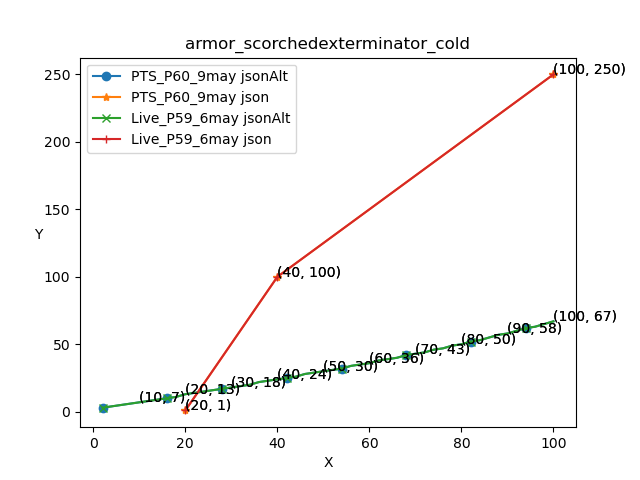 armor_scorchedexterminator_cold
PTS_P60_9may jsonAlt
PTS_P60_9may json
Live_P59_6may jsonAlt
Live_P59_6may json
(100, 250)
(40, 100)
(100, 67)
(90, 58)
(80, 50)
(70, 43)
(60, 36)
(50, 30)
(40, 24)
(30, 18)
(20, 13)
(10, 7)
(20, 1)
250
200
150
100
50
0
Y
0 20 40 60 80 100
X